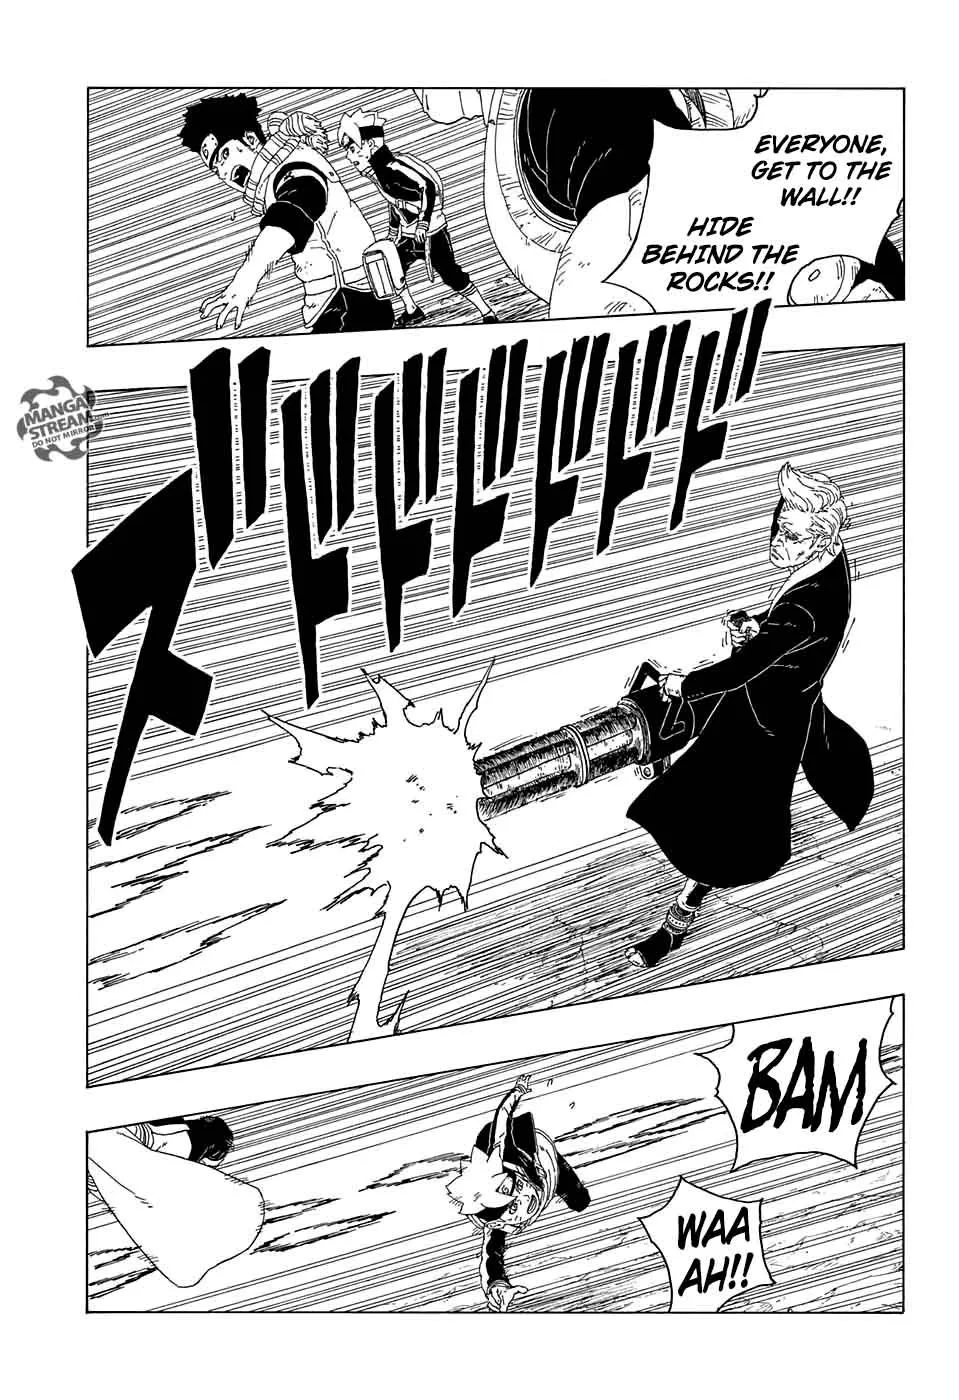 EVERYONE,
GET TO THE
WALL!!
HIDE
BEHIND THE
ROCKS!!
MANGA
STREAM
DO NOT MIRROR
ズドドドドドドド
BAM
WAA
AH!!